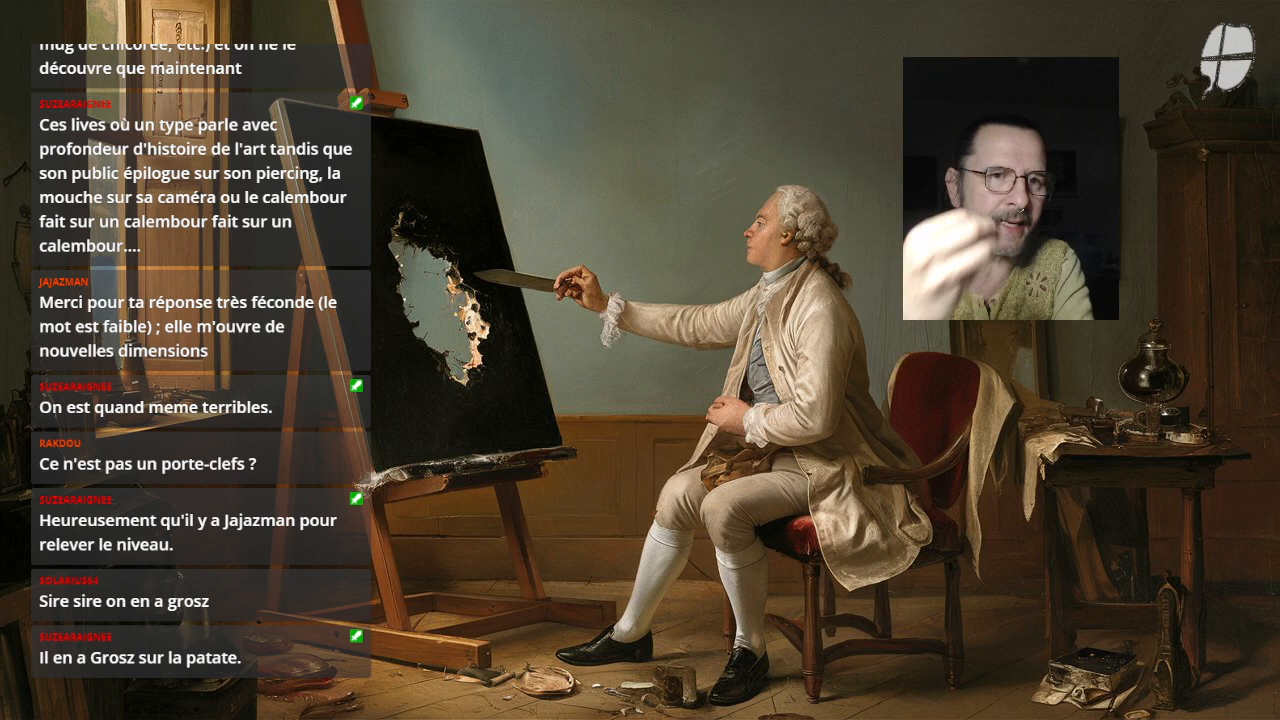 mug de chicorée, etc.) et on ne le
découvre que maintenant
SUZEARAIGNEE
Ces lives où un type parle avec
profondeur d'histoire de l'art tandis que
son public épilogue sur son piercing, la
mouche sur sa caméra ou le calembour
fait sur un calembour fait sur un
calembour....
JAJAZMAN
Merci pour ta réponse très féconde (le
mot est faible) ; elle m'ouvre de
nouvelles dimensions
SUZEARAIGNEE
On est quand meme terribles.
RAKDOU
Ce n'est pas un porte-clefs ?
SUZEARAIGNEE
Heureusement qu'il y a Jajazman pour
relever le niveau.
SOLARIUS64
Sire sire on en a grosz
SUZEARAIGNEE
Il en a Grosz sur la patate.